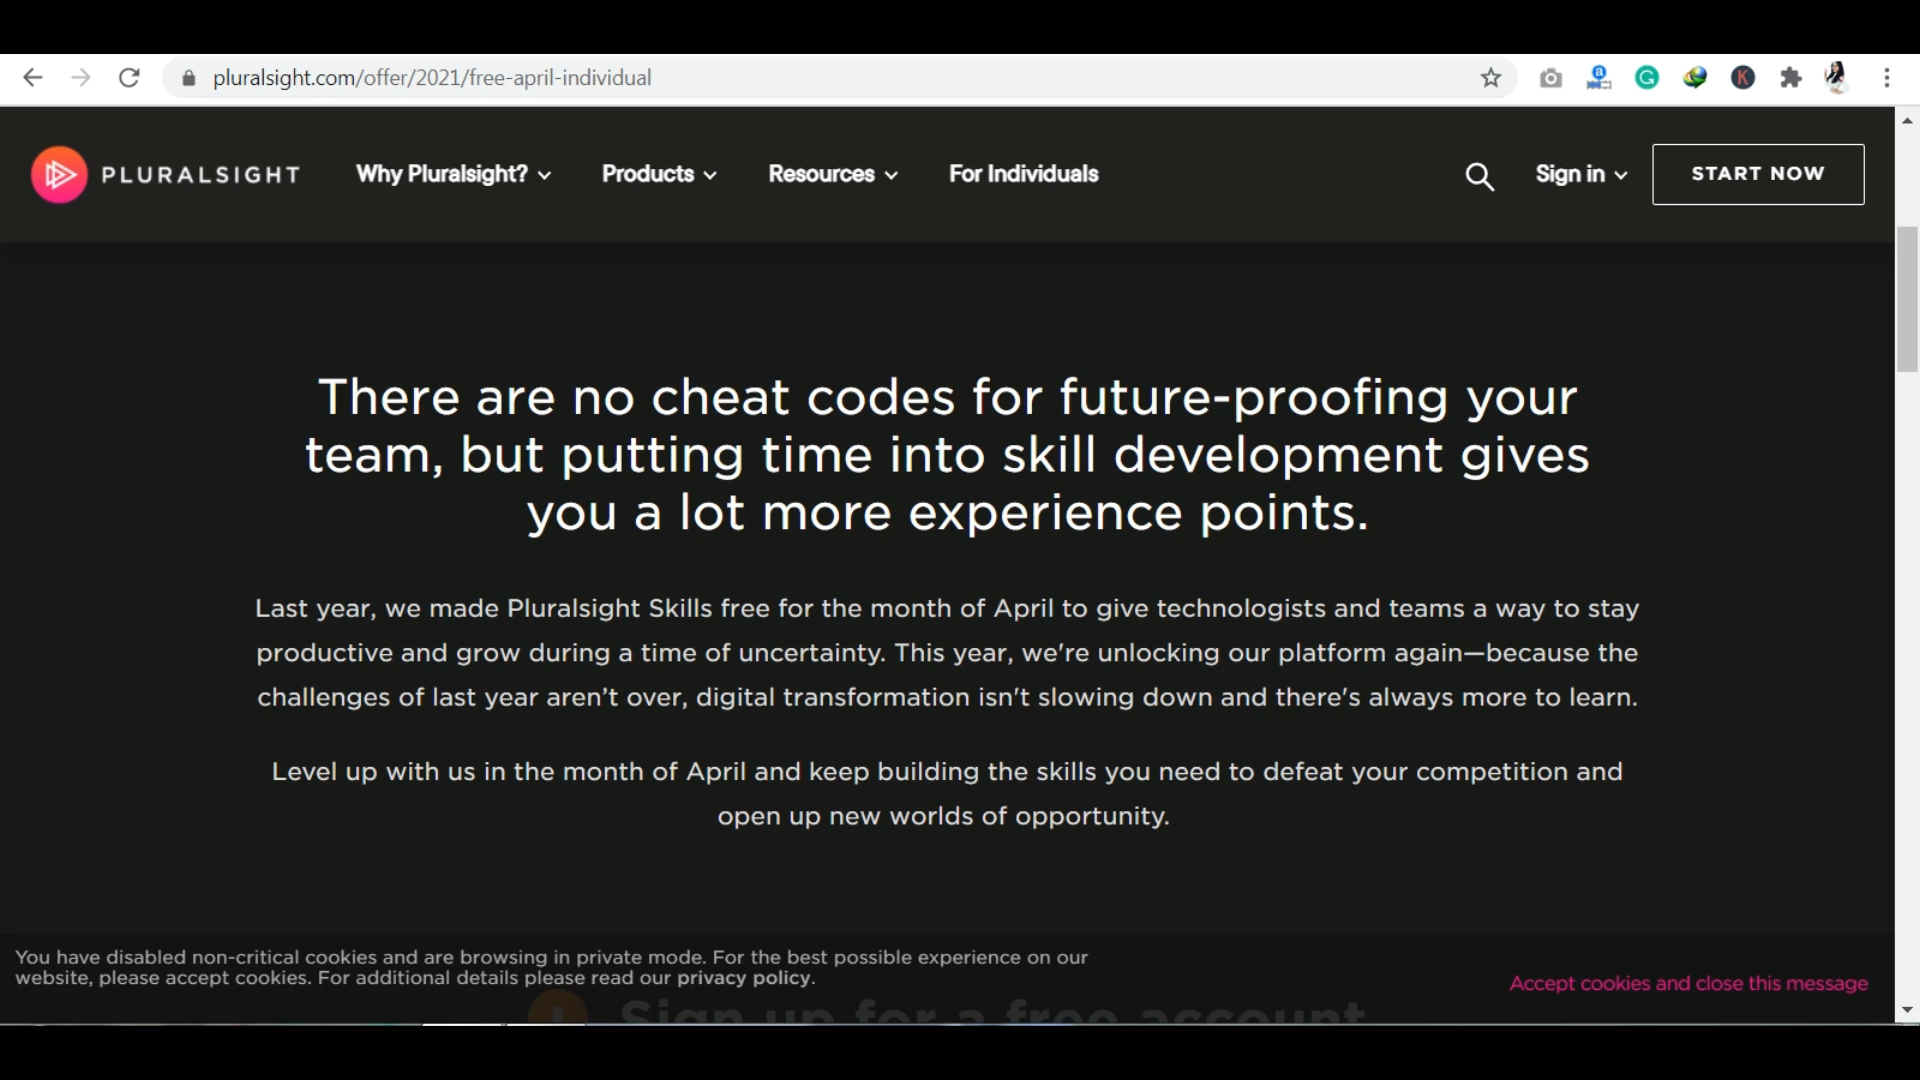 pluralsight.com/offer/2021/free-april-individual
PLURALSIGHT
Why Pluralsight?
Products
Resources
For Individuals
Sign in
START NOW
There are no cheat codes for future-proofing your
team, but putting time into skill development gives
you a lot more experience points.
Last year, we made Pluralsight Skills free for the month of April to give technologists and teams a way to stay
productive and grow during a time of uncertainty. This year, we're unlocking our platform again—because the
challenges of last year aren’t over, digital transformation isn't slowing down and there's always more to learn.
Level up with us in the month of April and keep building the skills you need to defeat your competition and
open up new worlds of opportunity.
You have disabled non-critical cookies and are browsing in private mode. For the best possible experience on our
website, please accept cookies. For additional details please read our privacy policy.
Accept cookies and close this message
Sign up for a free account